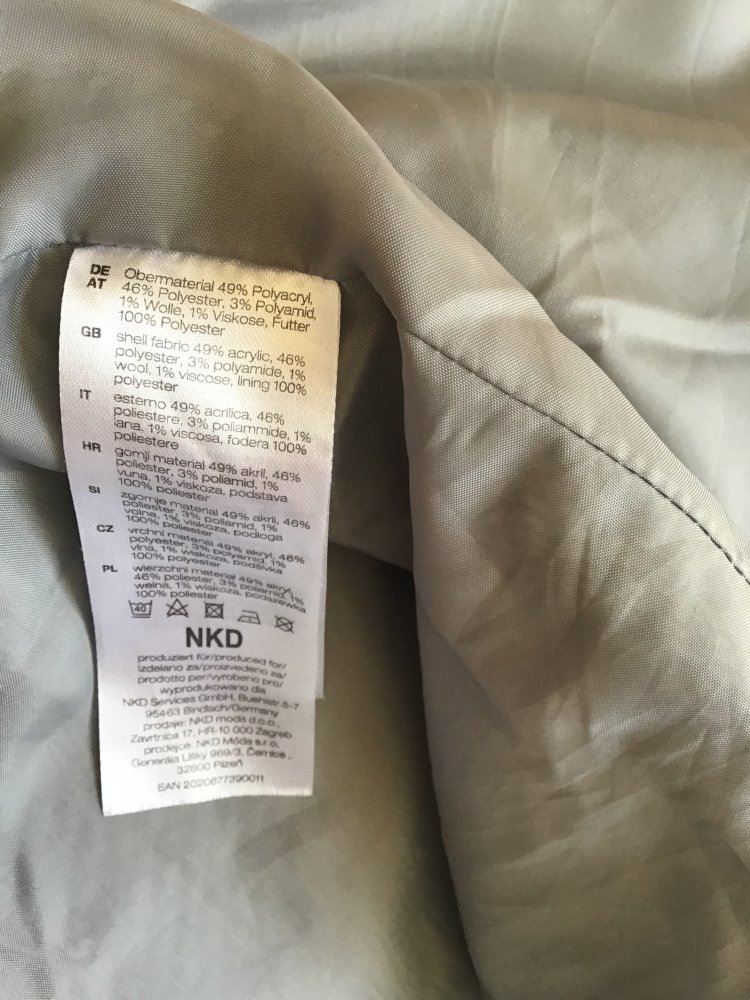 DE AT Obermaterial 49% Polyacryl,
46% Polyester, 3% Polyamid,
1% Wolle, 1% Viskose, Futter
100% Polyester
GB shell fabric 49% acrylic, 46%
polyester, 3% polyamide, 1%
wool, 1% viscose, lining 100%
polyester
IT esterno 49% acrilica, 46%
poliestere, 3% poliammide, 1%
lana, 1% viscosa, fodera 100%
poliestere
HR gornji material 49% akril, 46%
poliester, 3% poliamid, 1%
vuna, 1% viskoza, podstava
100% poliester
SI zgornje material 49% akril, 46%
poliester, 3% poliamid, 1%
volna, 1% viskoza, podloga
100% poliester
CZ vrchní materiál 49% akryl, 46%
polyester, 3% polyamid, 1%
vlna, 1% wiskoza, podšívka
100% polyester
PL wierzchni material 49% akryl,
46% poliester, 3% poliamid, 1%
wełna, 1% wiskoza, podszewka
100% poliester
40
NKD
produziert für/produced for/
izdelano za/proizvedeno za/
prodotto per/vyrobeno pro/
wyprodukowano dla
NKD Services GmbH, Buehlstr.5-7
95463 Bindlach/Germany
prodaje: NKD moda d.o.o.,
Zavrtnica 17, HR-10 000 Zagreb
prodejce: NKD Móda s.r.o,
Generála Lišky 969/3, Černice,
32600 Plzeň
EAN 2020677390011